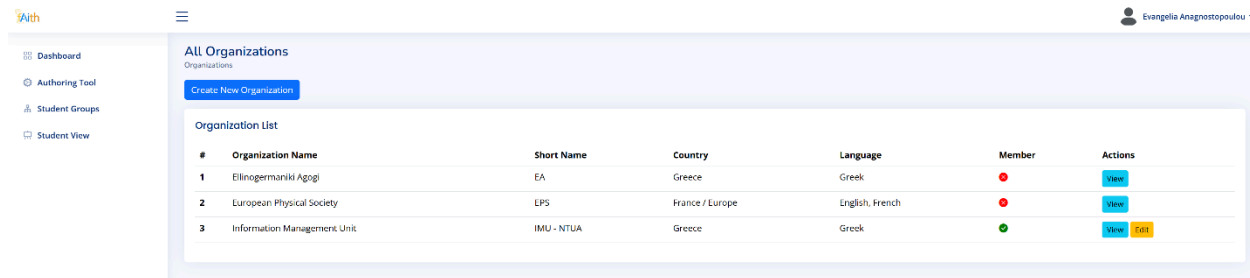 fAIth
Evangelia Anagnostopoulou
Dashboard
Authoring Tool
Student Groups
Student View
All Organizations
Organizations
Create New Organization
Organization List
# Organization Name Short Name Country Language Member Actions
1 Ellinogermaniki Agogi EA Greece Greek View
2 European Physical Society EPS France / Europe English, French View
3 Information Management Unit IMU - NTUA Greece Greek View Edit